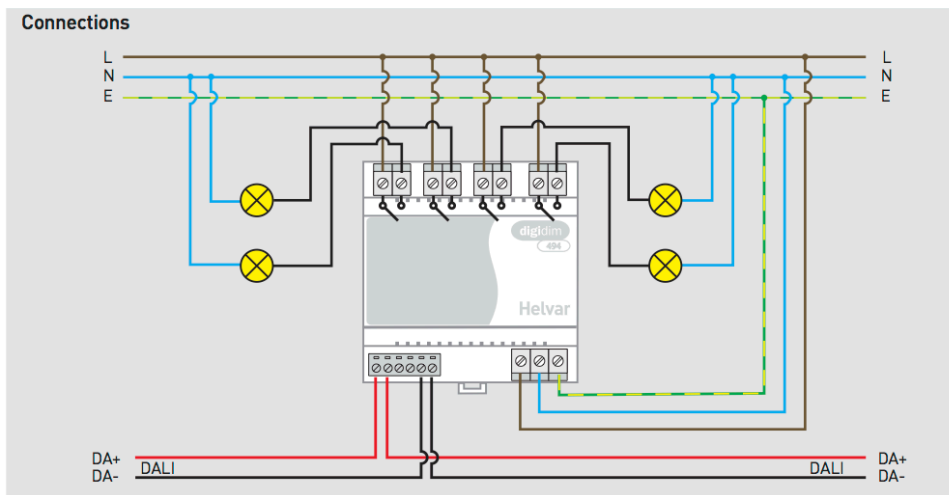 Connections
L L
N N
E E
digidim
494
Helvar
DA+ DALI DALI DA+
DA- DA-